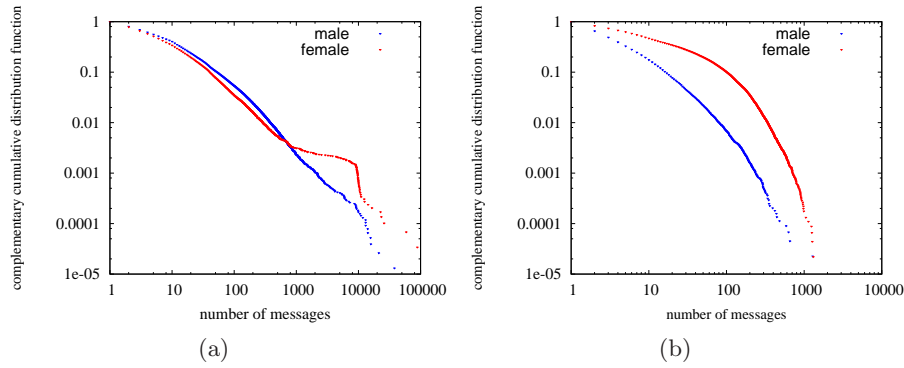 complementary cumulative distribution function
1
0.1
0.01
0.001
0.0001
1e-05
male
female
1 10 100 1000 10000 100000
number of messages
(a)
complementary cumulative distribution function
1
0.1
0.01
0.001
0.0001
1e-05
male
female
1 10 100 1000 10000
number of messages
(b)